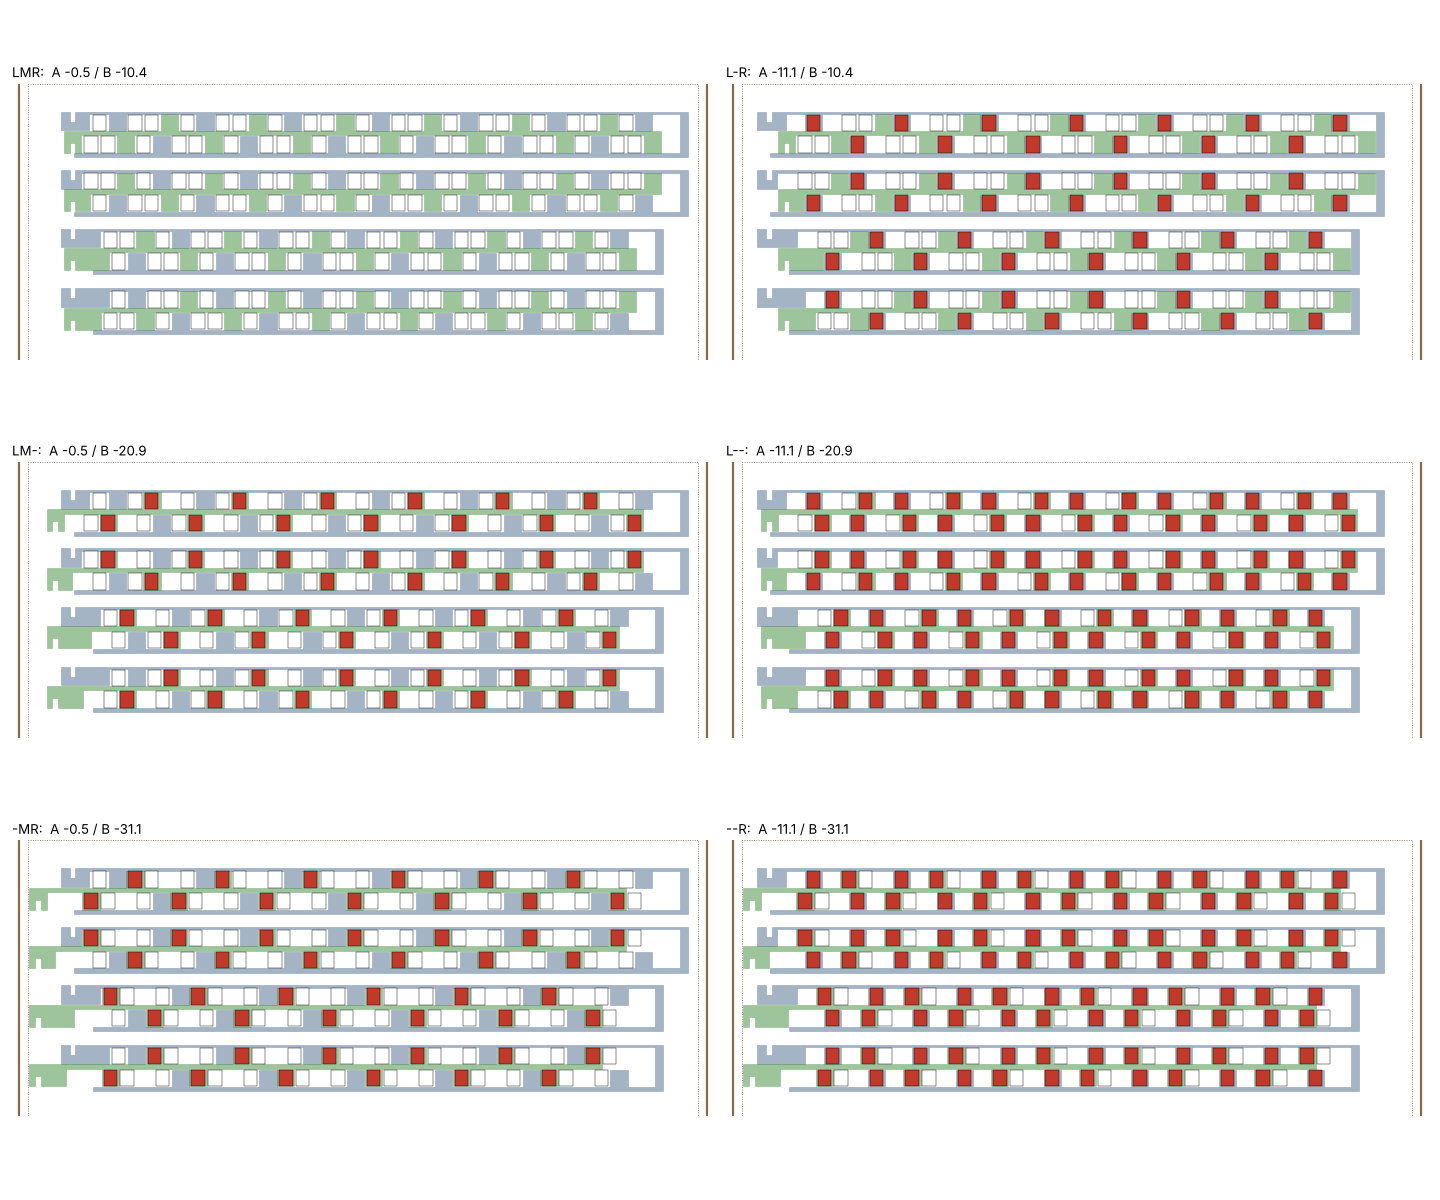 LMR: A -0.5 / B -10.4
L-R: A -11.1 / B -10.4
LM-: A -0.5 / B -20.9
L--: A -11.1 / B -20.9
-MR: A -0.5 / B -31.1
--R: A -11.1 / B -31.1